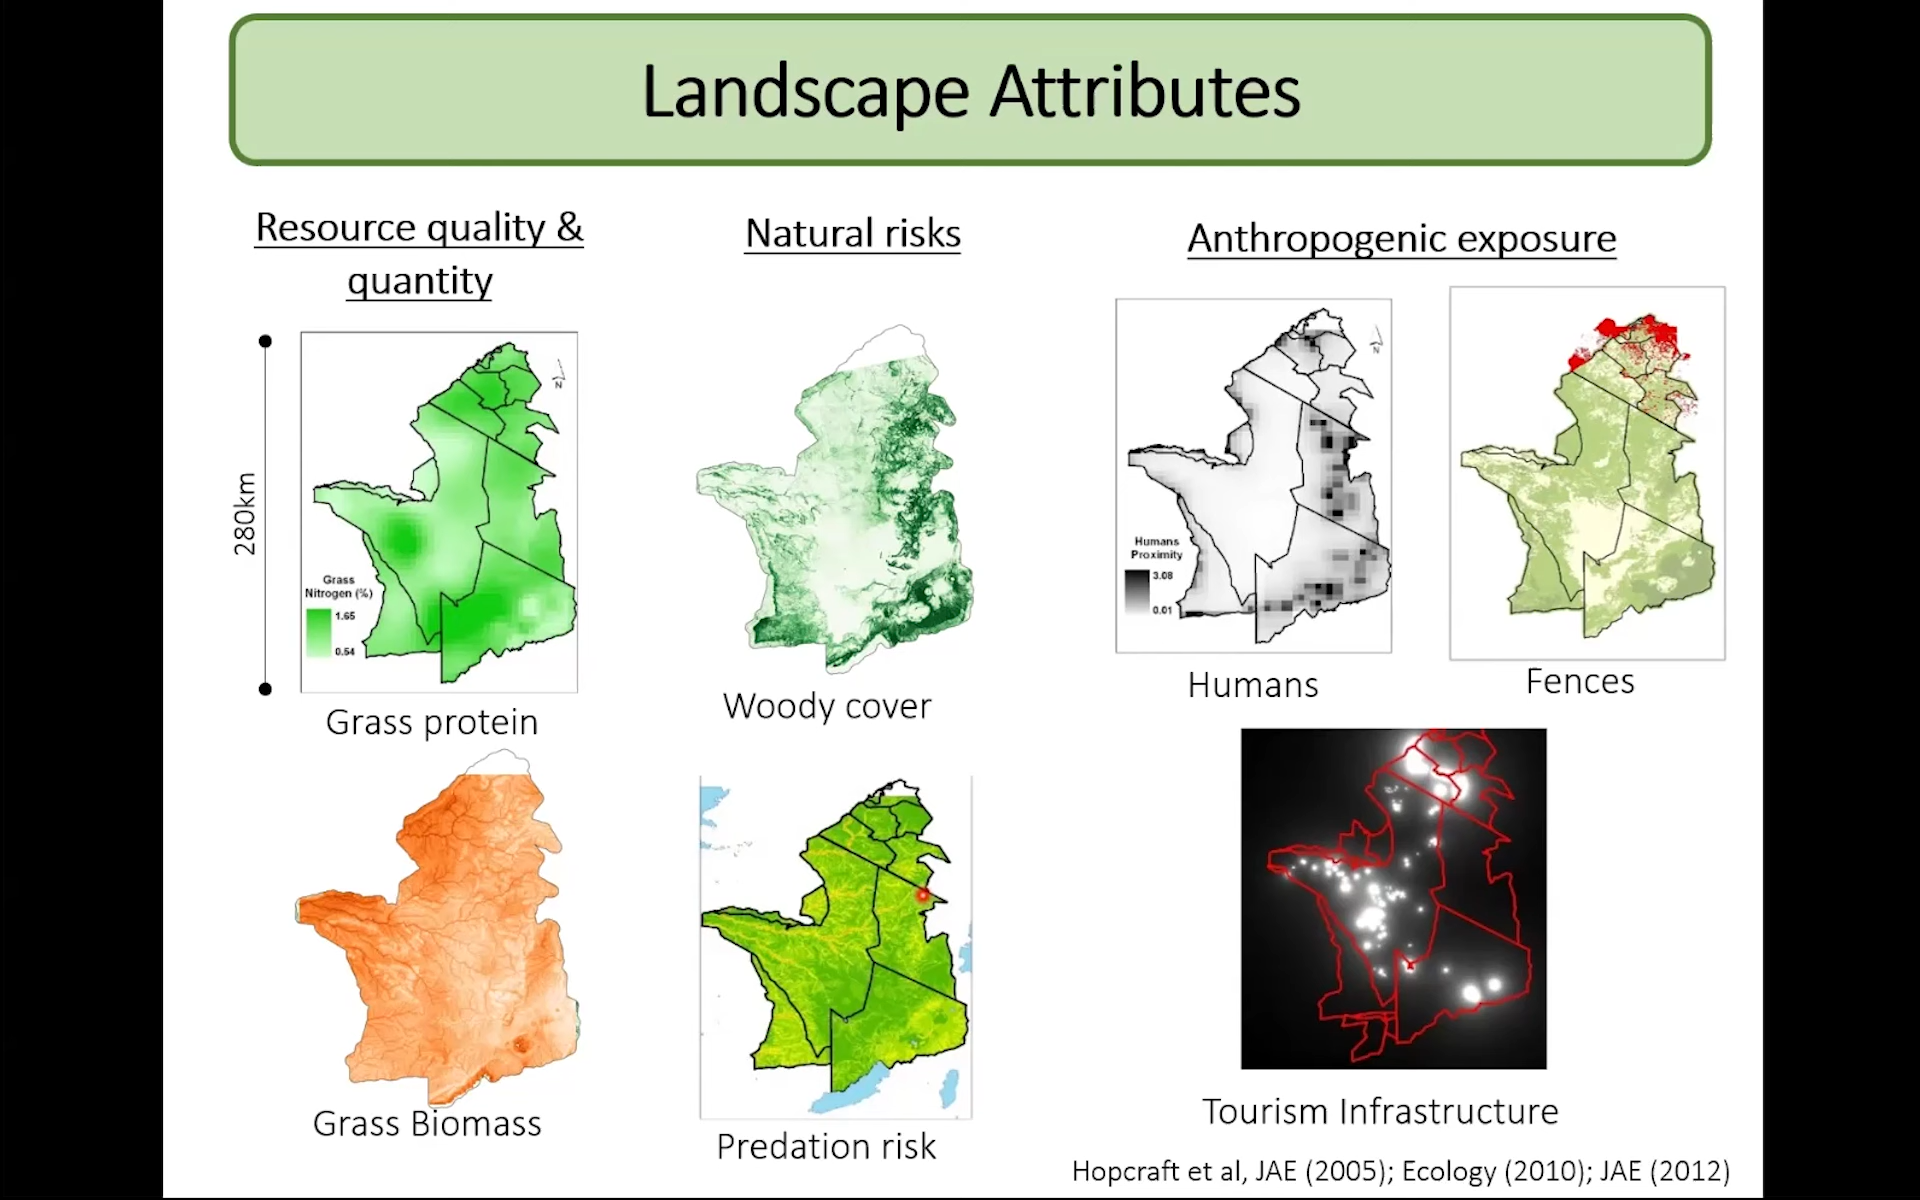 Landscape Attributes
Resource quality &
quantity
Natural risks
Anthropogenic exposure
280km
N
Grass
Nitrogen (%)
1.65
0.54
Grass protein
Woody cover
N
Humans
Proximity
3.08
0.01
Humans
Fences
Grass Biomass
Predation risk
Tourism Infrastructure
Hopcraft et al, JAE (2005); Ecology (2010); JAE (2012)